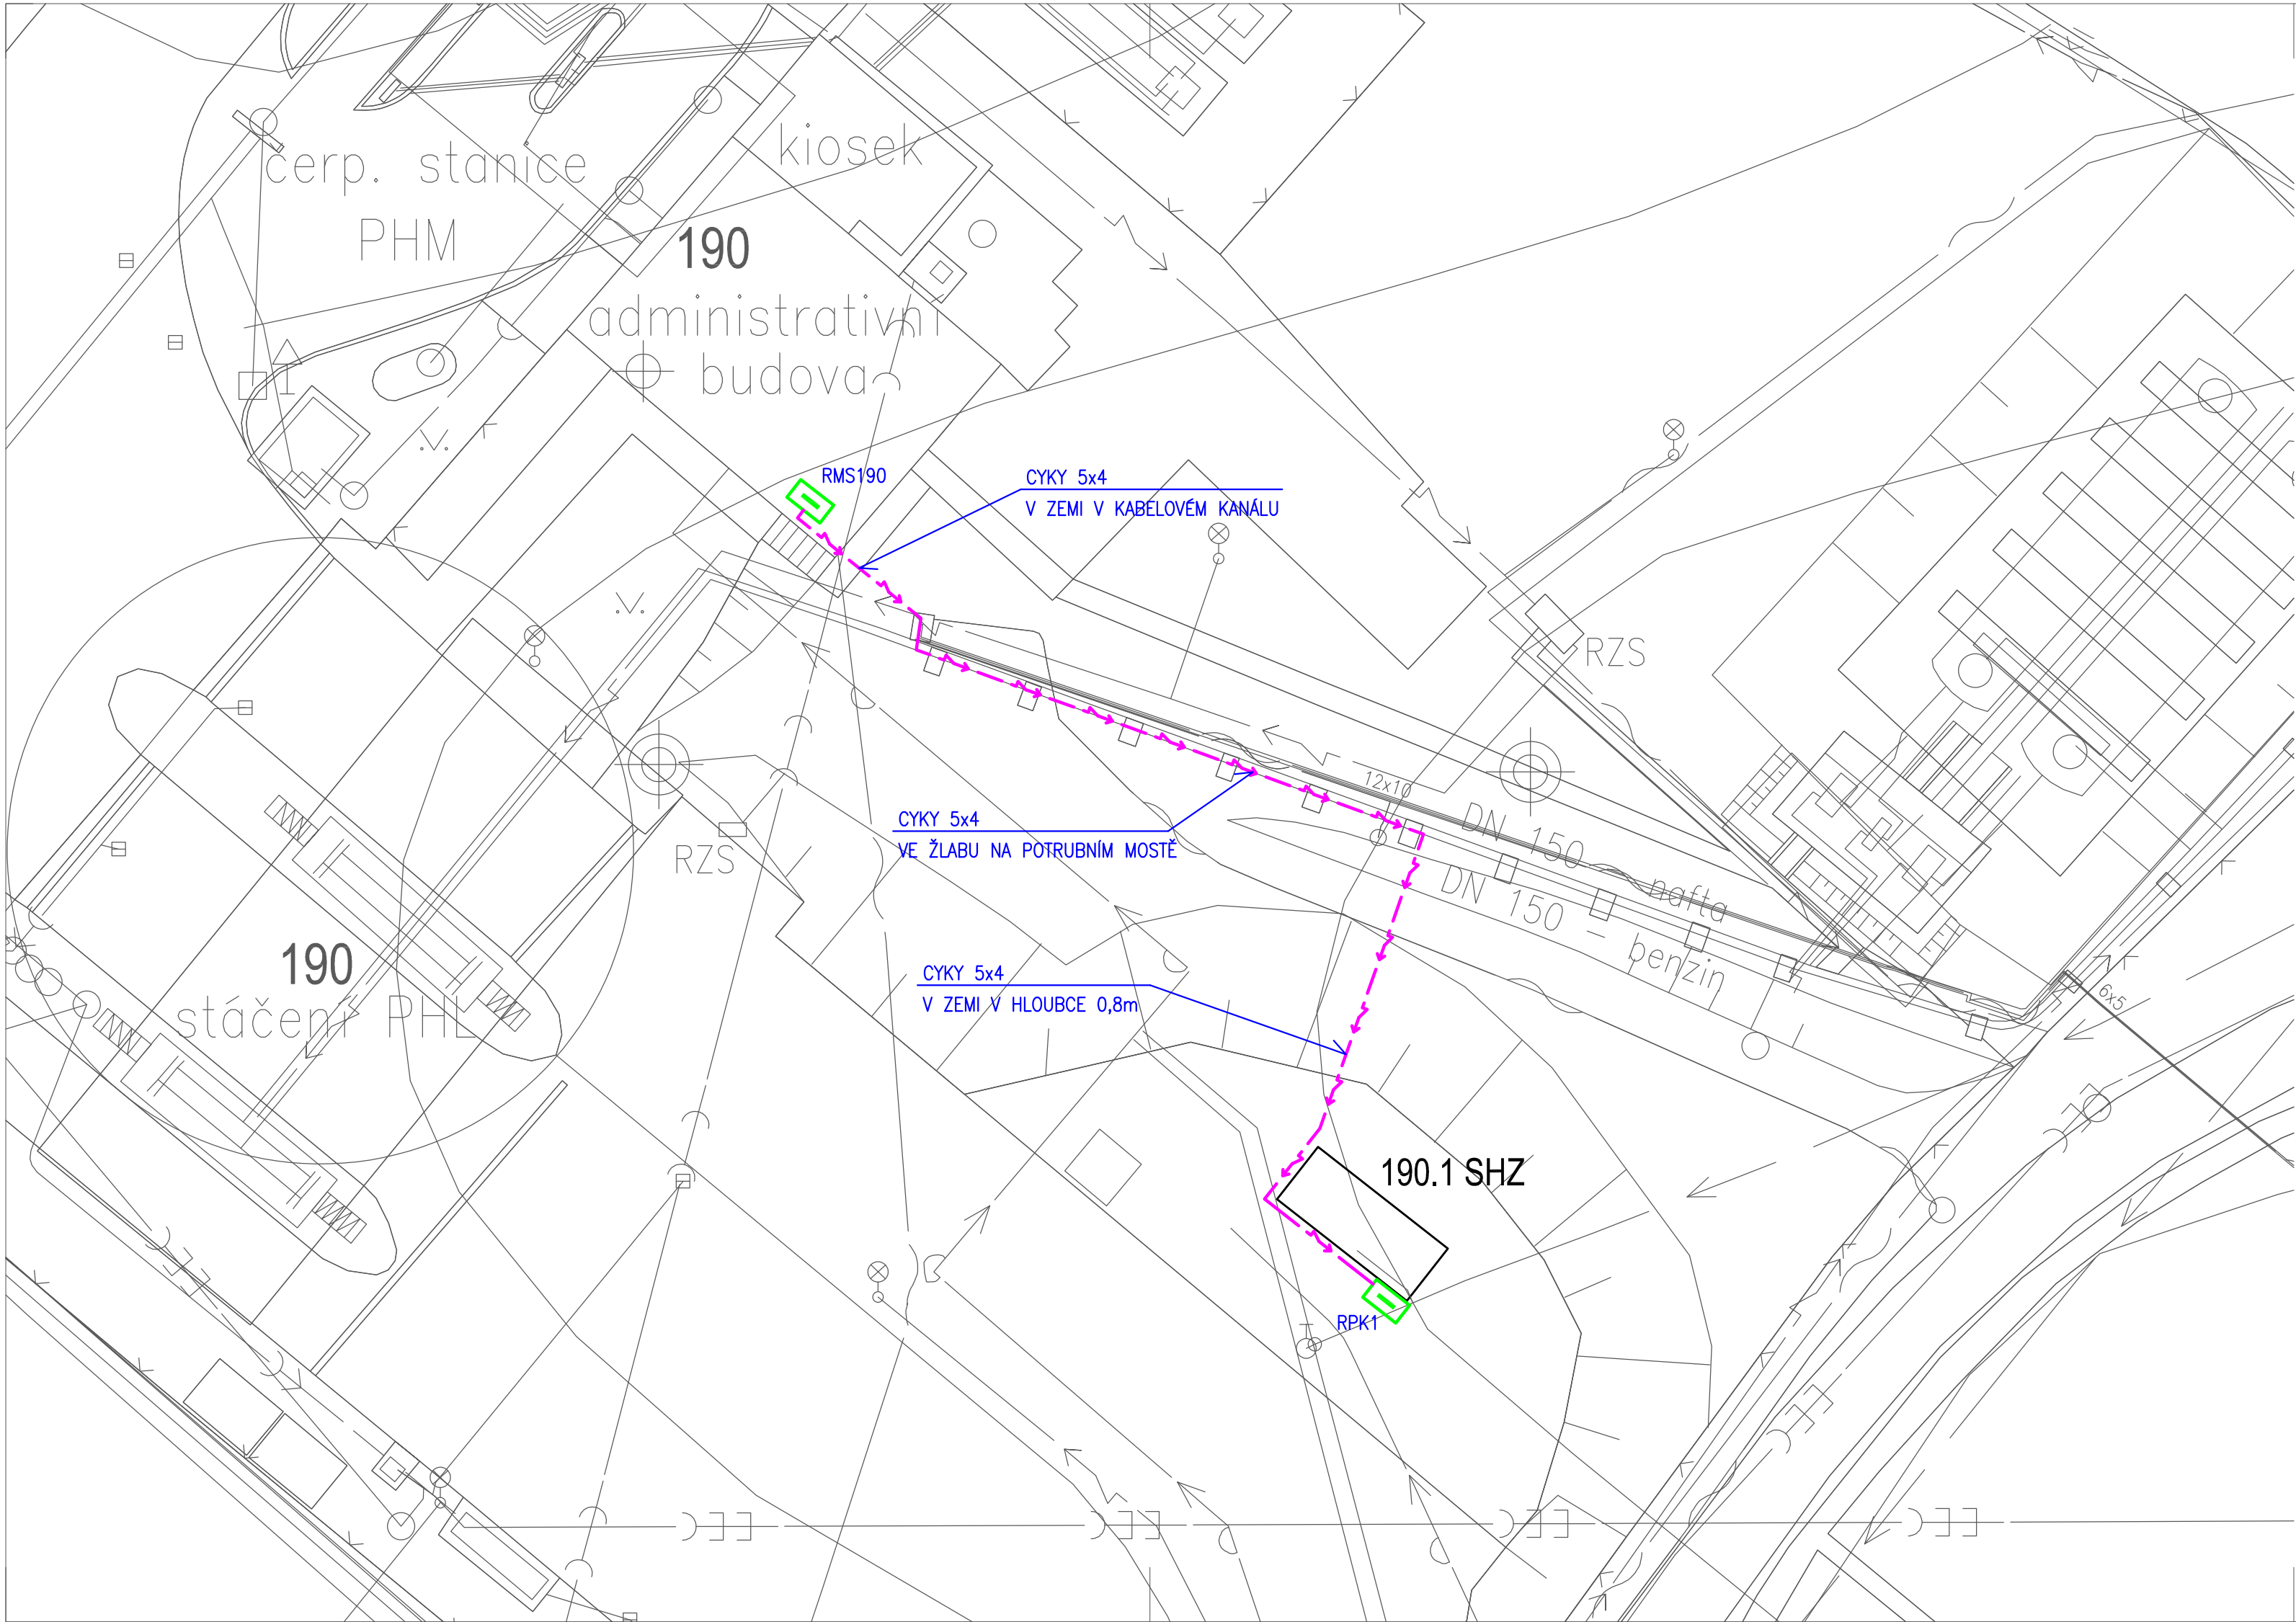 kiosek
čerp. stanice
PHM
190
administrativní
budova
1
RMS190
CYKY 5x4
V ZEMI V KABELOVÉM KANÁLU
RZS
12x10
CYKY 5x4
VE ŽLABU NA POTRUBNÍM MOSTĚ
RZS
DN 150 - nafta
DN 150 - benzin
190
stáčení PHL
CYKY 5x4
V ZEMI V HLOUBCE 0,8m
6x5
190.1 SHZ
RPK1